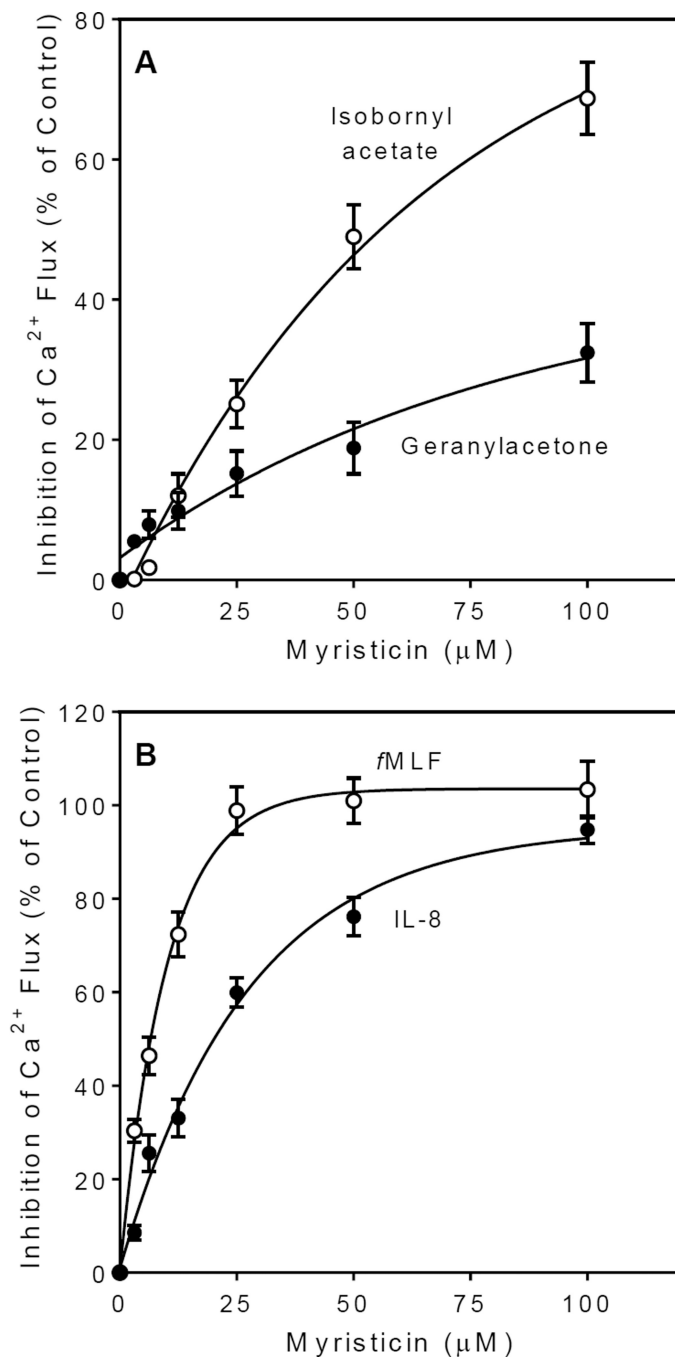 A
Inhibition of Ca²⁺ Flux (% of Control)
80
60
40
20
0
Isobornyl
acetate
Geranylacetone
0 25 50 75 100
Myristicin (μM)
B
Inhibition of Ca²⁺ Flux (% of Control)
120
100
80
60
40
20
0
fMLF
IL-8
0 25 50 75 100
Myristicin (μM)